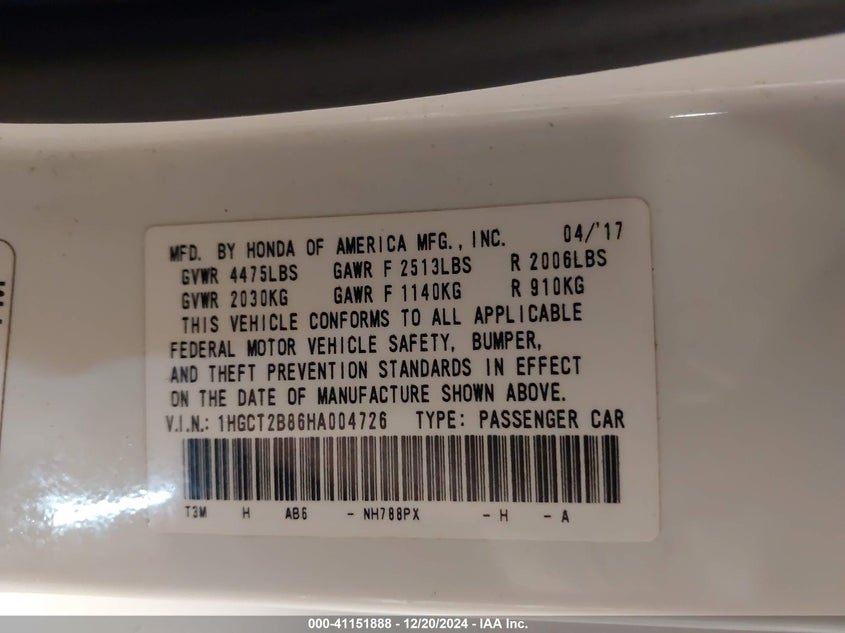 MFD. BY HONDA OF AMERICA MFG., INC. 04/'17
GVWR 4475LBS GAWR F 2513LBS R 2006LBS
GVWR 2030KG GAWR F 1140KG R 910KG
THIS VEHICLE CONFORMS TO ALL APPLICABLE
FEDERAL MOTOR VEHICLE SAFETY, BUMPER,
AND THEFT PREVENTION STANDARDS IN EFFECT
ON THE DATE OF MANUFACTURE SHOWN ABOVE.
V.I.N.: 1HGCT2B86HA004726 TYPE: PASSENGER CAR
T3M H AB6 - NH788PX - H - A
000-41151888 - 12/20/2024 - IAA Inc.